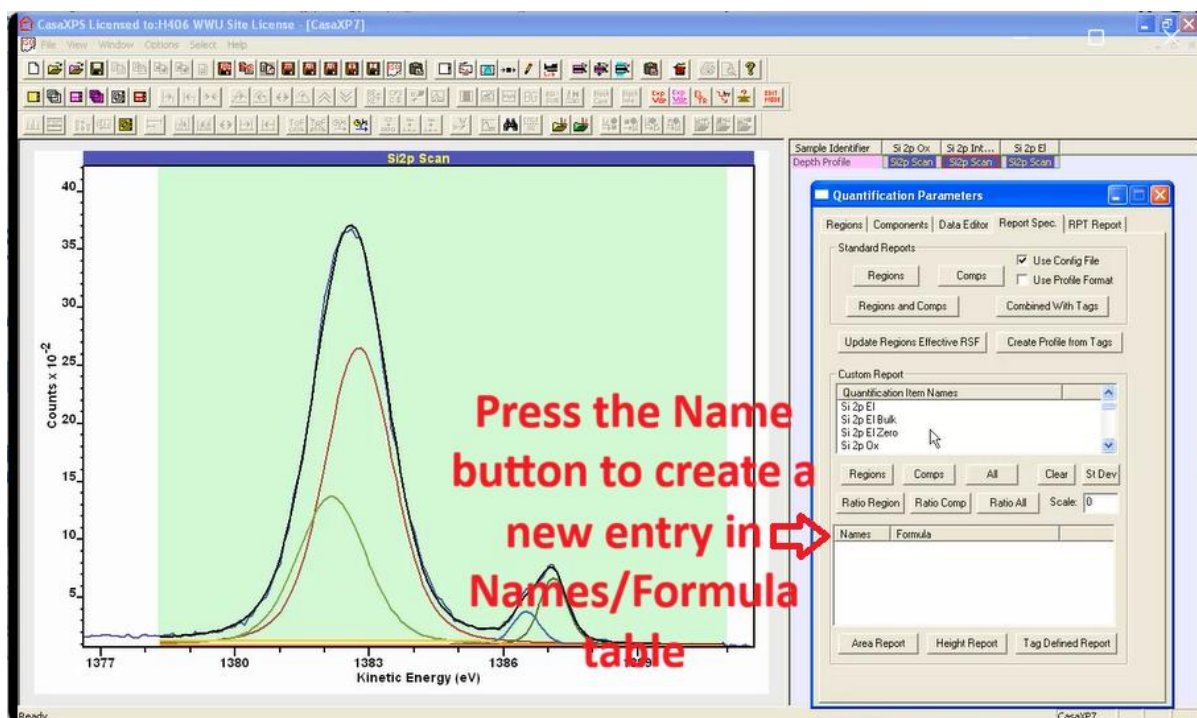 CasaXPS Licensed to:H406 WWU Site License - [CasaXP7]
File View Window Options Select Help
Si2p Scan
40
35
30
25
20
15
10
5
counts x 10⁻²
1377 1380 1383 1386 1389
Kinetic Energy (eV)
Press the Name
button to create a
new entry in
Names/Formula
table
Sample Identifier Si 2p Ox Si 2p Int... Si 2p El
Depth Profile Si2p Scan Si2p Scan Si2p Scan
Quantification Parameters
Regions Components Data Editor Report Spec. RPT Report
Standard Reports
Use Config File
Regions Comps Use Profile Format
Regions and Comps Combined With Tags
Update Regions Effective RSF Create Profile from Tags
Custom Report
Quantification Item Names
Si 2p El
Si 2p El Bulk
Si 2p El Zero
Si 2p Ox
Regions Comps All Clear St Dev
Ratio Region Ratio Comp Ratio All Scale: 0
Names Formula
Area Report Height Report Tag Defined Report
Ready
CasaXP7